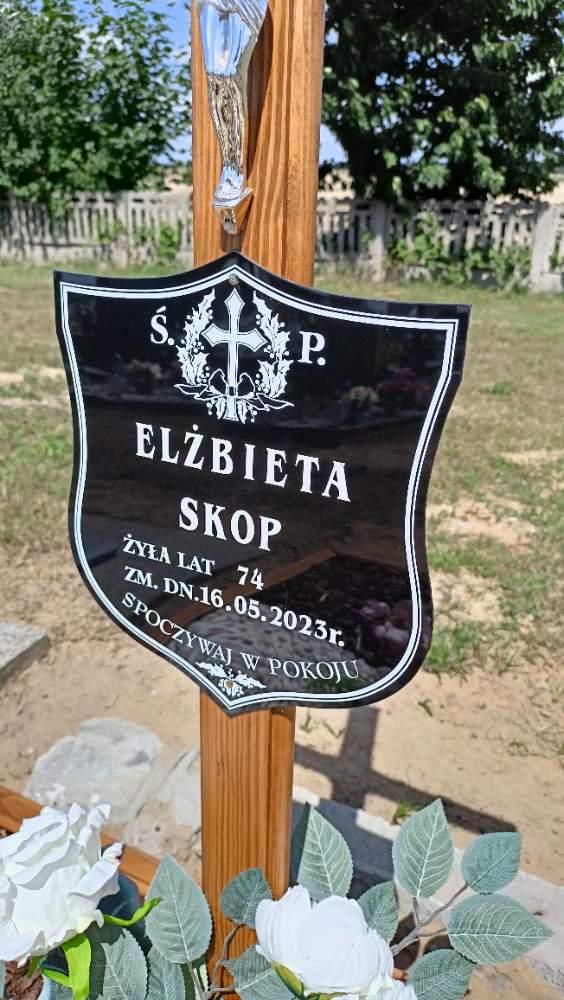 Ś. P.
ELŻBIETA
SKOP
ŻYŁA LAT 74
ZM. DN. 16.05.2023r.
SPOCZYWAJ W POKOJU